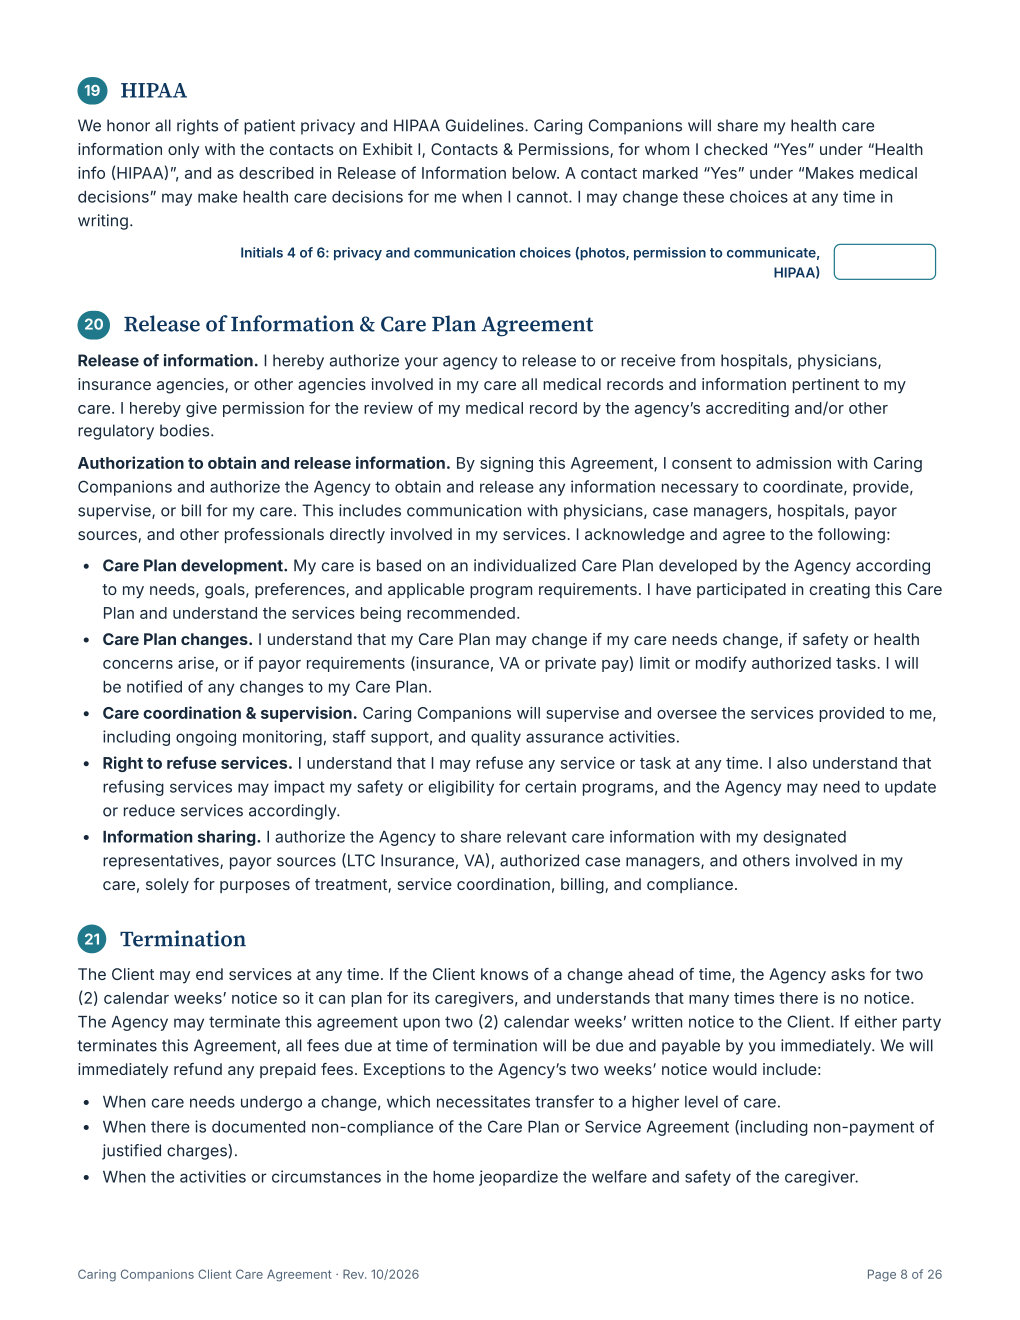 19 HIPAA
We honor all rights of patient privacy and HIPAA Guidelines. Caring Companions will share my health care
information only with the contacts on Exhibit I, Contacts & Permissions, for whom I checked “Yes” under “Health
info (HIPAA)”, and as described in Release of Information below. A contact marked “Yes” under “Makes medical
decisions” may make health care decisions for me when I cannot. I may change these choices at any time in
writing.
Initials 4 of 6: privacy and communication choices (photos, permission to communicate,
HIPAA)
20 Release of Information & Care Plan Agreement
Release of information. I hereby authorize your agency to release to or receive from hospitals, physicians,
insurance agencies, or other agencies involved in my care all medical records and information pertinent to my
care. I hereby give permission for the review of my medical record by the agency’s accrediting and/or other
regulatory bodies.
Authorization to obtain and release information. By signing this Agreement, I consent to admission with Caring
Companions and authorize the Agency to obtain and release any information necessary to coordinate, provide,
supervise, or bill for my care. This includes communication with physicians, case managers, hospitals, payor
sources, and other professionals directly involved in my services. I acknowledge and agree to the following:
• Care Plan development. My care is based on an individualized Care Plan developed by the Agency according
to my needs, goals, preferences, and applicable program requirements. I have participated in creating this Care
Plan and understand the services being recommended.
• Care Plan changes. I understand that my Care Plan may change if my care needs change, if safety or health
concerns arise, or if payor requirements (insurance, VA or private pay) limit or modify authorized tasks. I will
be notified of any changes to my Care Plan.
• Care coordination & supervision. Caring Companions will supervise and oversee the services provided to me,
including ongoing monitoring, staff support, and quality assurance activities.
• Right to refuse services. I understand that I may refuse any service or task at any time. I also understand that
refusing services may impact my safety or eligibility for certain programs, and the Agency may need to update
or reduce services accordingly.
• Information sharing. I authorize the Agency to share relevant care information with my designated
representatives, payor sources (LTC Insurance, VA), authorized case managers, and others involved in my
care, solely for purposes of treatment, service coordination, billing, and compliance.
21 Termination
The Client may end services at any time. If the Client knows of a change ahead of time, the Agency asks for two
(2) calendar weeks’ notice so it can plan for its caregivers, and understands that many times there is no notice.
The Agency may terminate this agreement upon two (2) calendar weeks’ written notice to the Client. If either party
terminates this Agreement, all fees due at time of termination will be due and payable by you immediately. We will
immediately refund any prepaid fees. Exceptions to the Agency’s two weeks’ notice would include:
• When care needs undergo a change, which necessitates transfer to a higher level of care.
• When there is documented non-compliance of the Care Plan or Service Agreement (including non-payment of
justified charges).
• When the activities or circumstances in the home jeopardize the welfare and safety of the caregiver.
Caring Companions Client Care Agreement · Rev. 10/2026
Page 8 of 26